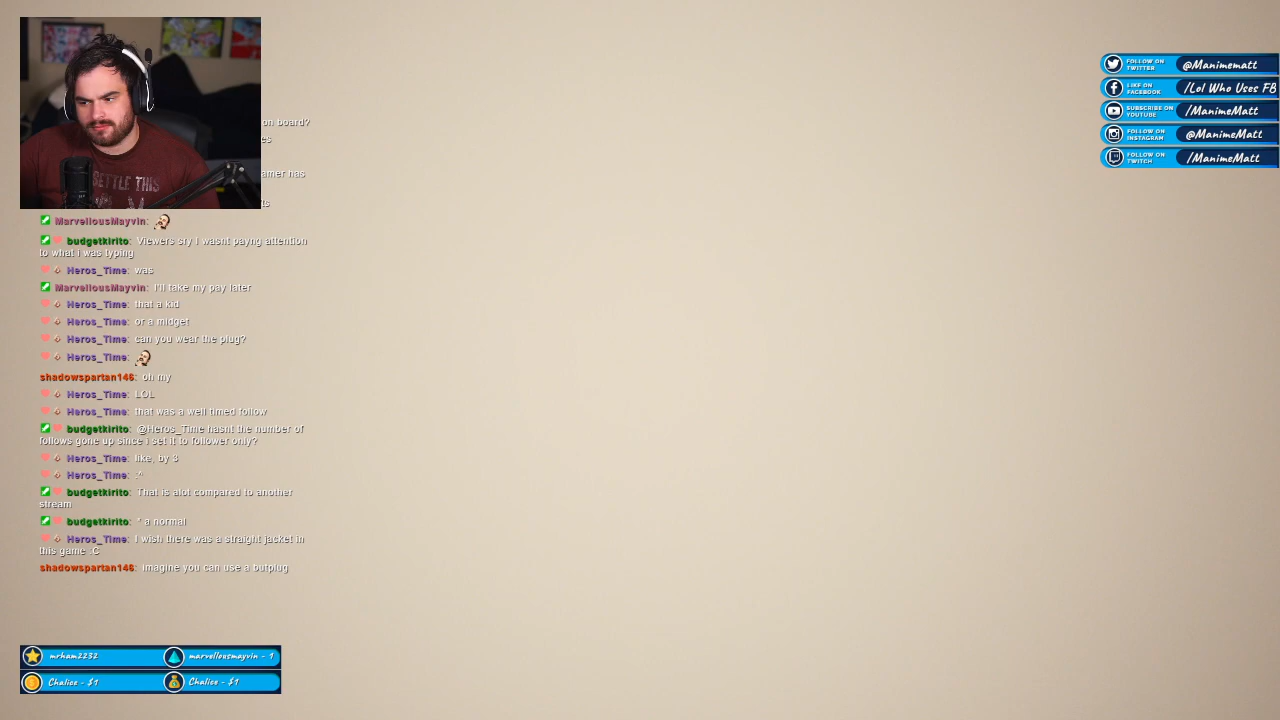 on board?
es
amer has
ts
BETTLE THIS
MarvellousMayvin:
budgetkirito: Viewers sry I wasnt payng attention
to what i was typing
Heros_Time: was
MarvellousMayvin: I'll take my pay later
Heros_Time: that a kid
Heros_Time: or a midget
Heros_Time: can you wear the plug?
Heros_Time:
shadowspartan146: oh my
Heros_Time: LOL
Heros_Time: that was a well timed follow
budgetkirito: @Heros_Time hasnt the number of
follows gone up since i set it to follower only?
Heros_Time: like, by 3
Heros_Time: :^
budgetkirito: That is alot compared to another
stream
budgetkirito: * a normal
Heros_Time: I wish there was a straight jacket in
this game :C
shadowspartan146: imagine you can use a butplug
mrham2232
marvellousmayvin - 1
Chalice - $1
Chalice - $1
FOLLOW ON
TWITTER
@Manimematt
LIKE ON
FACEBOOK
/Lol Who Uses FB
SUBSCRIBE ON
YOUTUBE
/ManimeMatt
FOLLOW ON
INSTAGRAM
@ManimeMatt
FOLLOW ON
TWITCH
/ManimeMatt